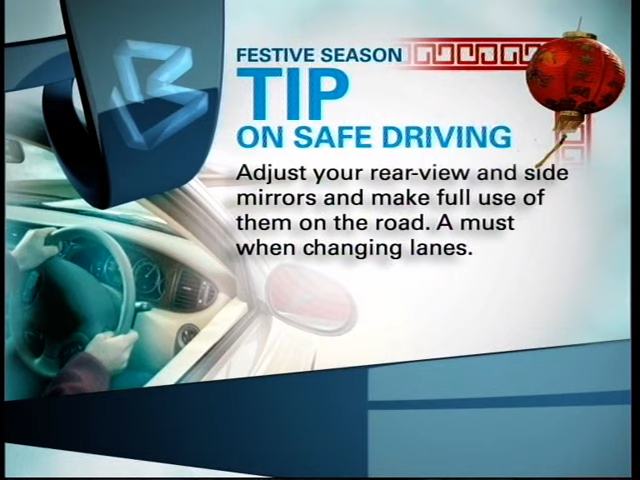 FESTIVE SEASON
TIP
ON SAFE DRIVING
Adjust your rear-view and side
mirrors and make full use of
them on the road. A must
when changing lanes.